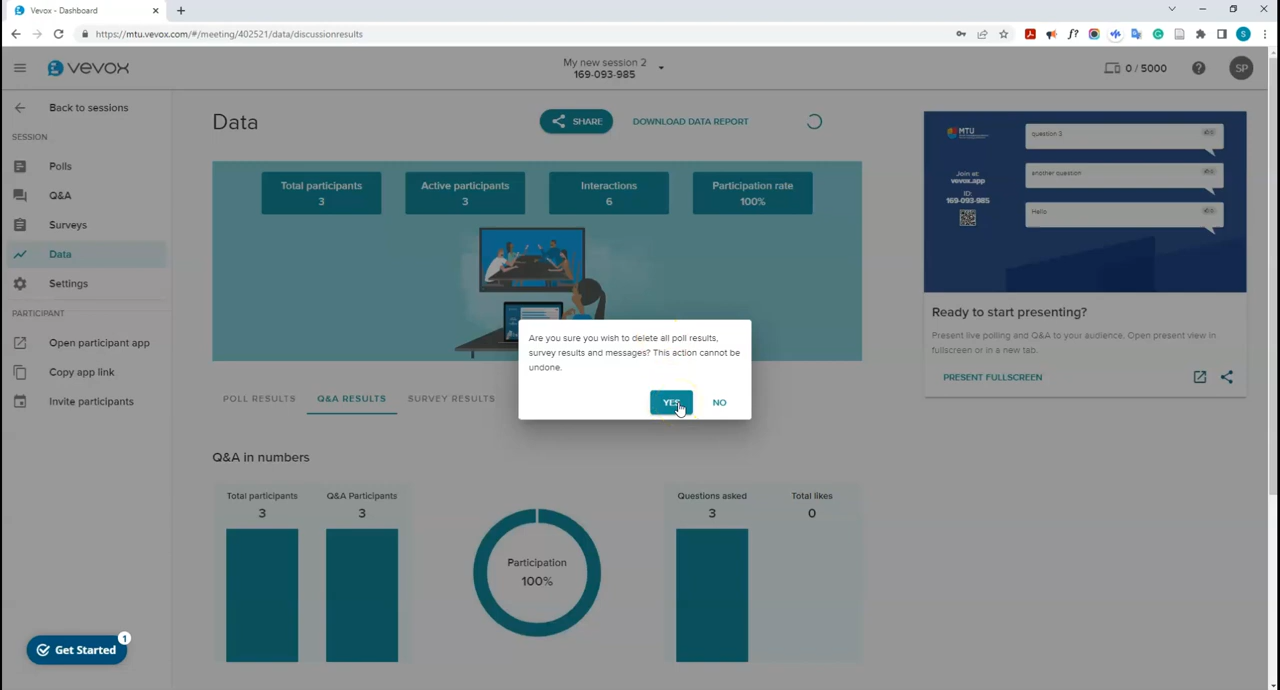 Vevox - Dashboard
https://mtu.vevox.com/#/meeting/402521/data/discussionresults
S
vevox
My new session 2
169-093-985
0 / 5000
SP
Back to sessions
SESSION
Polls
Q&A
Surveys
Data
Settings
PARTICIPANT
Open participant app
Copy app link
Invite participants
Get Started
1
Data
SHARE
DOWNLOAD DATA REPORT
Total participants
3
Active participants
3
Interactions
6
Participation rate
100%
Are you sure you wish to delete all poll results,
survey results and messages? This action cannot be
undone.
YES
NO
POLL RESULTS
Q&A RESULTS
SURVEY RESULTS
Q&A in numbers
Total participants
3
Q&A Participants
3
Participation
100%
Questions asked
3
Total likes
0
MTU
Join at:
vevox.app
ID:
169-093-985
question 3
another question
Hello
Ready to start presenting?
Present live polling and Q&A to your audience. Open present view in
fullscreen or in a new tab.
PRESENT FULLSCREEN